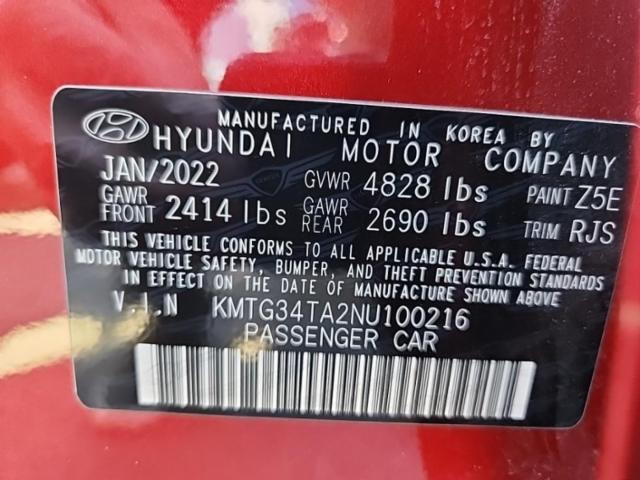 MANUFACTURED IN KOREA BY
HYUNDAI MOTOR COMPANY
JAN/2022 GVWR 4828 lbs PAINT Z5E
GAWR FRONT 2414 lbs GAWR REAR 2690 lbs TRIM RJS
THIS VEHICLE CONFORMS TO ALL APPLICABLE U.S.A. FEDERAL
MOTOR VEHICLE SAFETY, BUMPER, AND THEFT PREVENTION STANDARDS
IN EFFECT ON THE DATE OF MANUFACTURE SHOWN ABOVE
V.I.N KMTG34TA2NU100216
PASSENGER CAR